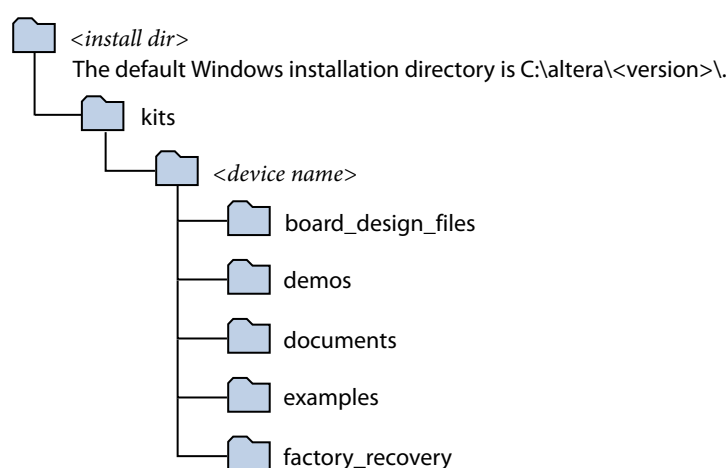 <install dir>
The default Windows installation directory is C:\altera\<version>\.
kits
<device name>
board_design_files
demos
documents
examples
factory_recovery